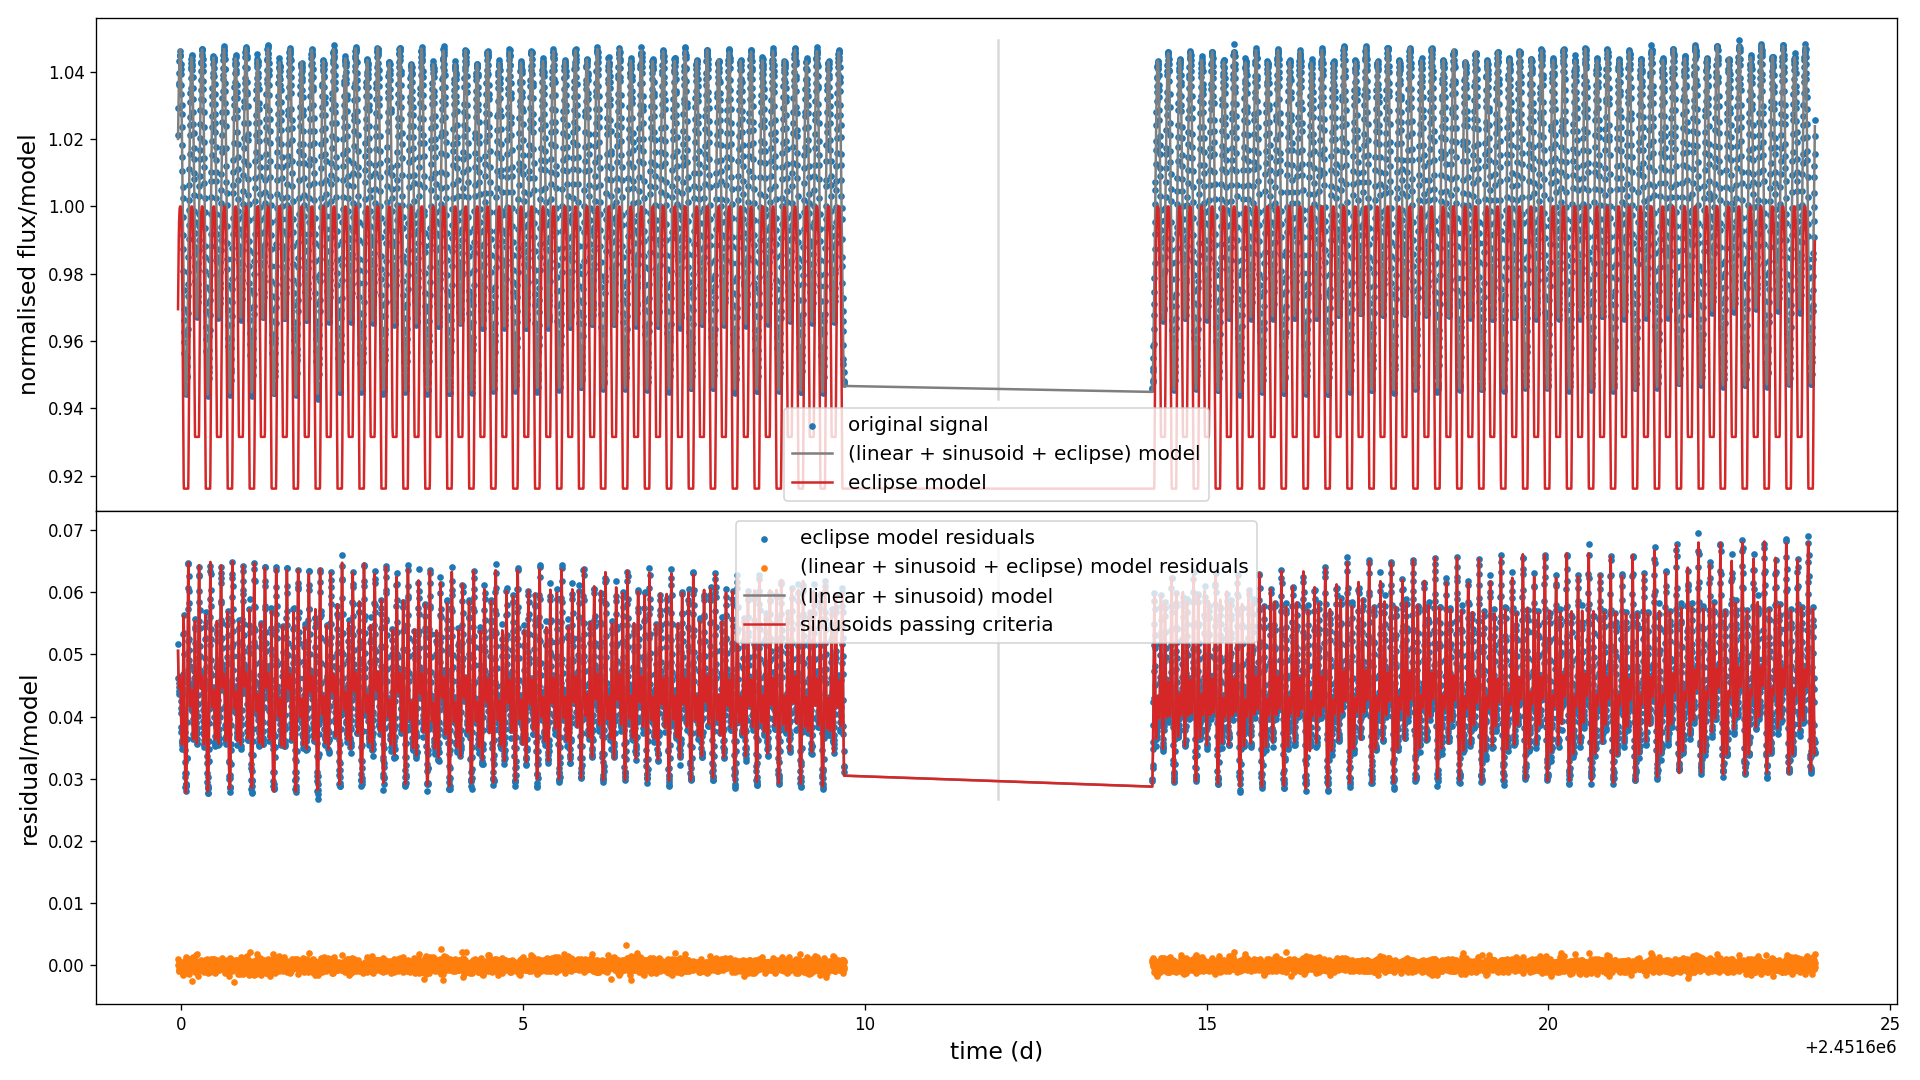 normalised flux/model
1.04
1.02
1.00
0.98
0.96
0.94
0.92
original signal
(linear + sinusoid + eclipse) model
eclipse model
residual/model
0.07
0.06
0.05
0.04
0.03
0.02
0.01
0.00
eclipse model residuals
(linear + sinusoid + eclipse) model residuals
(linear + sinusoid) model
sinusoids passing criteria
0 5 10 15 20 25
time (d)
+2.4516e6